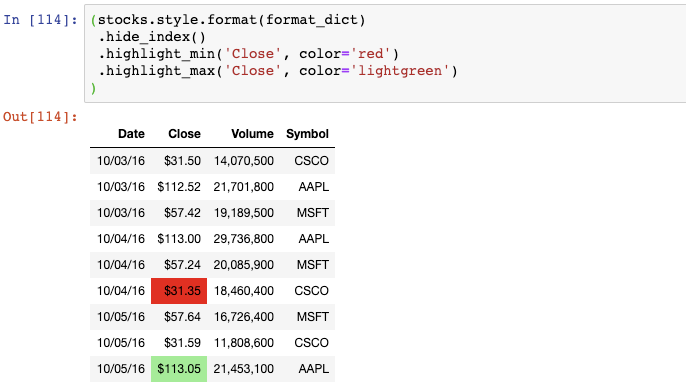 In [114]: (stocks.style.format(format_dict)
.hide_index()
.highlight_min('Close', color='red')
.highlight_max('Close', color='lightgreen')
)
Out[114]:
Date Close Volume Symbol
10/03/16 $31.50 14,070,500 CSCO
10/03/16 $112.52 21,701,800 AAPL
10/03/16 $57.42 19,189,500 MSFT
10/04/16 $113.00 29,736,800 AAPL
10/04/16 $57.24 20,085,900 MSFT
10/04/16 $31.35 18,460,400 CSCO
10/05/16 $57.64 16,726,400 MSFT
10/05/16 $31.59 11,808,600 CSCO
10/05/16 $113.05 21,453,100 AAPL